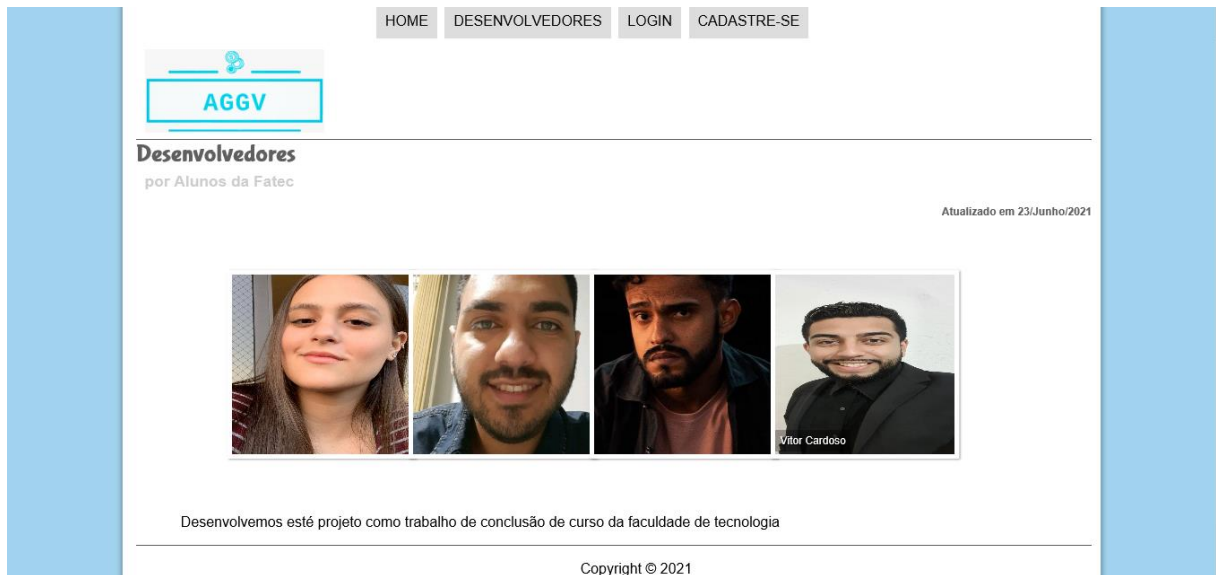 HOME DESENVOLVEDORES LOGIN CADASTRE-SE
AGGV
Desenvolvedores
por Alunos da Fatec
Atualizado em 23/Junho/2021
Vitor Cardoso
Desenvolvemos esté projeto como trabalho de conclusão de curso da faculdade de tecnologia
Copyright © 2021